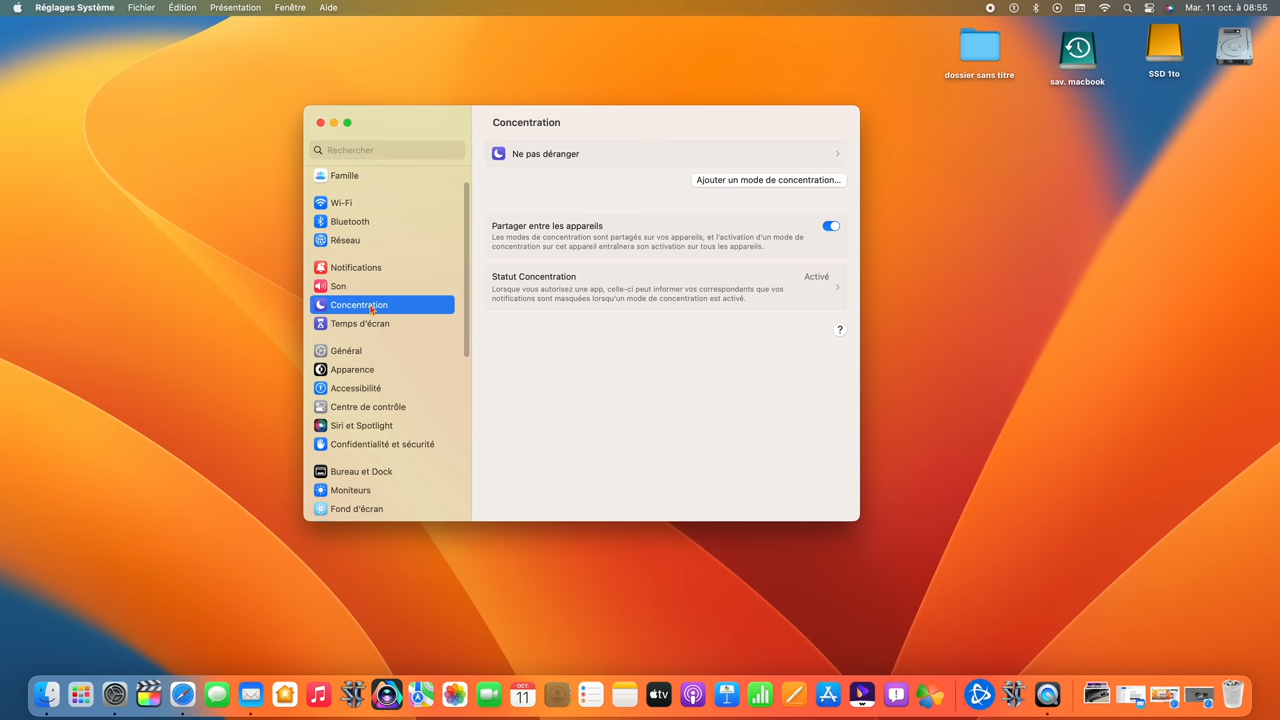 Réglages Système Fichier Édition Présentation Fenêtre Aide Mar. 11 oct. à 08:55
dossier sans titre
sav. macbook
SSD 1to
Concentration
Rechercher
Ne pas déranger
Famille
Ajouter un mode de concentration...
Wi-Fi
Bluetooth
Partager entre les appareils
Les modes de concentration sont partagés sur vos appareils, et l'activation d'un mode de
concentration sur cet appareil entraînera son activation sur tous les appareils.
Réseau
Notifications
Statut Concentration Activé
Lorsque vous autorisez une app, celle-ci peut informer vos correspondants que vos
notifications sont masquées lorsqu'un mode de concentration est activé.
Son
Concentration
Temps d'écran
?
Général
Apparence
Accessibilité
Centre de contrôle
Siri et Spotlight
Confidentialité et sécurité
Bureau et Dock
Moniteurs
Fond d'écran
OCT.
11
tv